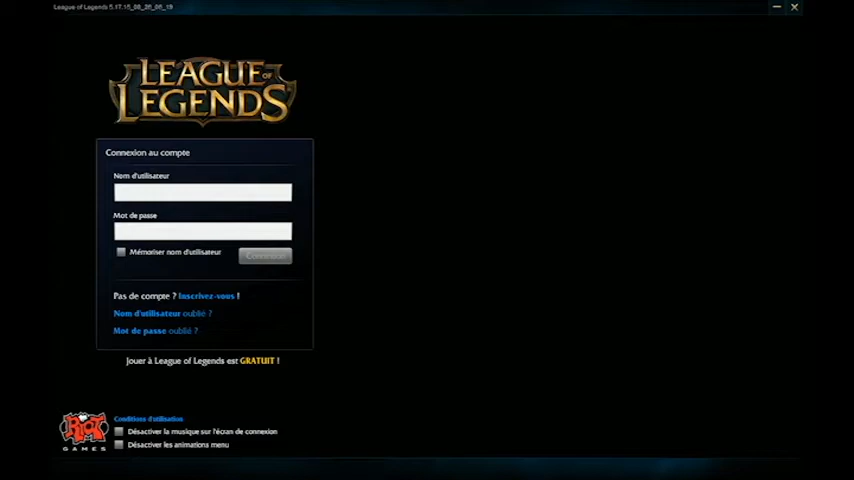 League of Legends 5.17.15_08_26_06_19
LEAGUE OF
LEGENDS
Connexion au compte
Nom d'utilisateur
Mot de passe
Mémoriser nom d'utilisateur
Connexion
Pas de compte ? Inscrivez-vous !
Nom d'utilisateur oublié ?
Mot de passe oublié ?
Jouer à League of Legends est GRATUIT !
RIOT
GAMES
Conditions d'utilisation
Désactiver la musique sur l'écran de connexion
Désactiver les animations menu